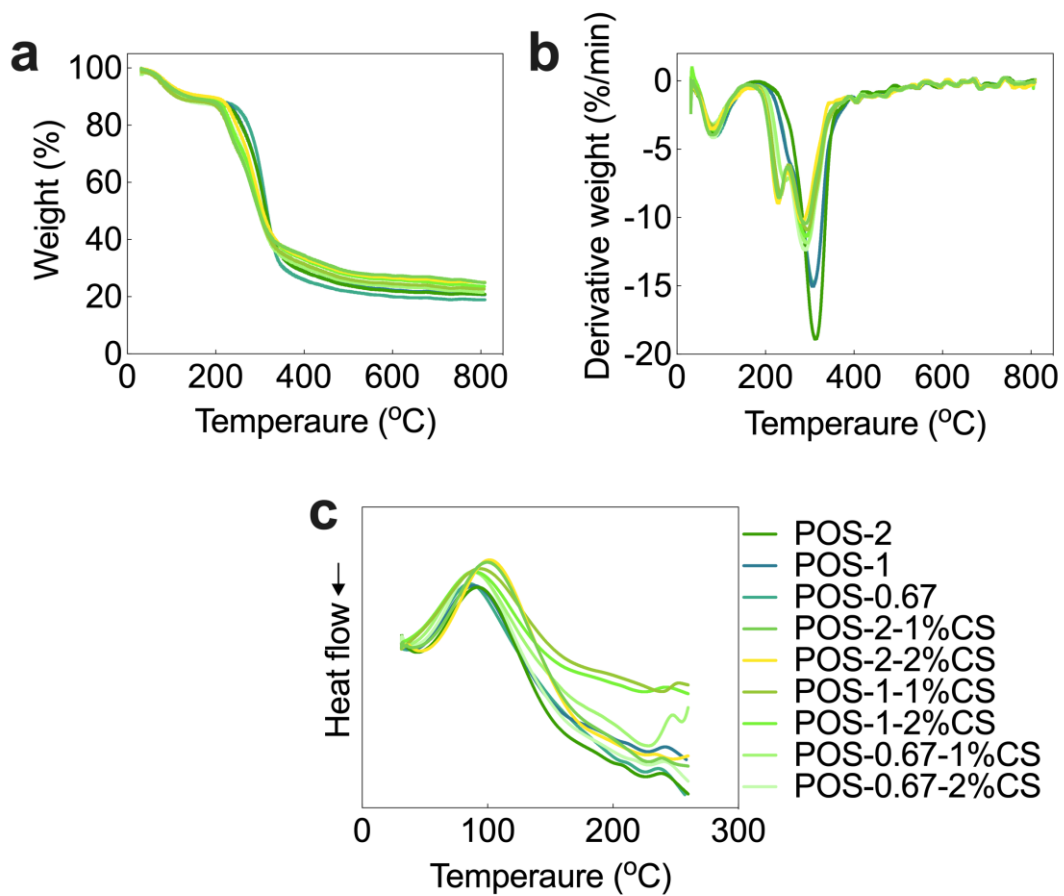 a
Weight (%)
100
80
60
40
20
0
0 200 400 600 800
Temperaure (°C)
b
Derivative weight (%/min)
0
-5
-10
-15
-20
0 200 400 600 800
Temperaure (°C)
c
Heat flow ←
0 100 200 300
Temperaure (°C)
POS-2
POS-1
POS-0.67
POS-2-1%CS
POS-2-2%CS
POS-1-1%CS
POS-1-2%CS
POS-0.67-1%CS
POS-0.67-2%CS